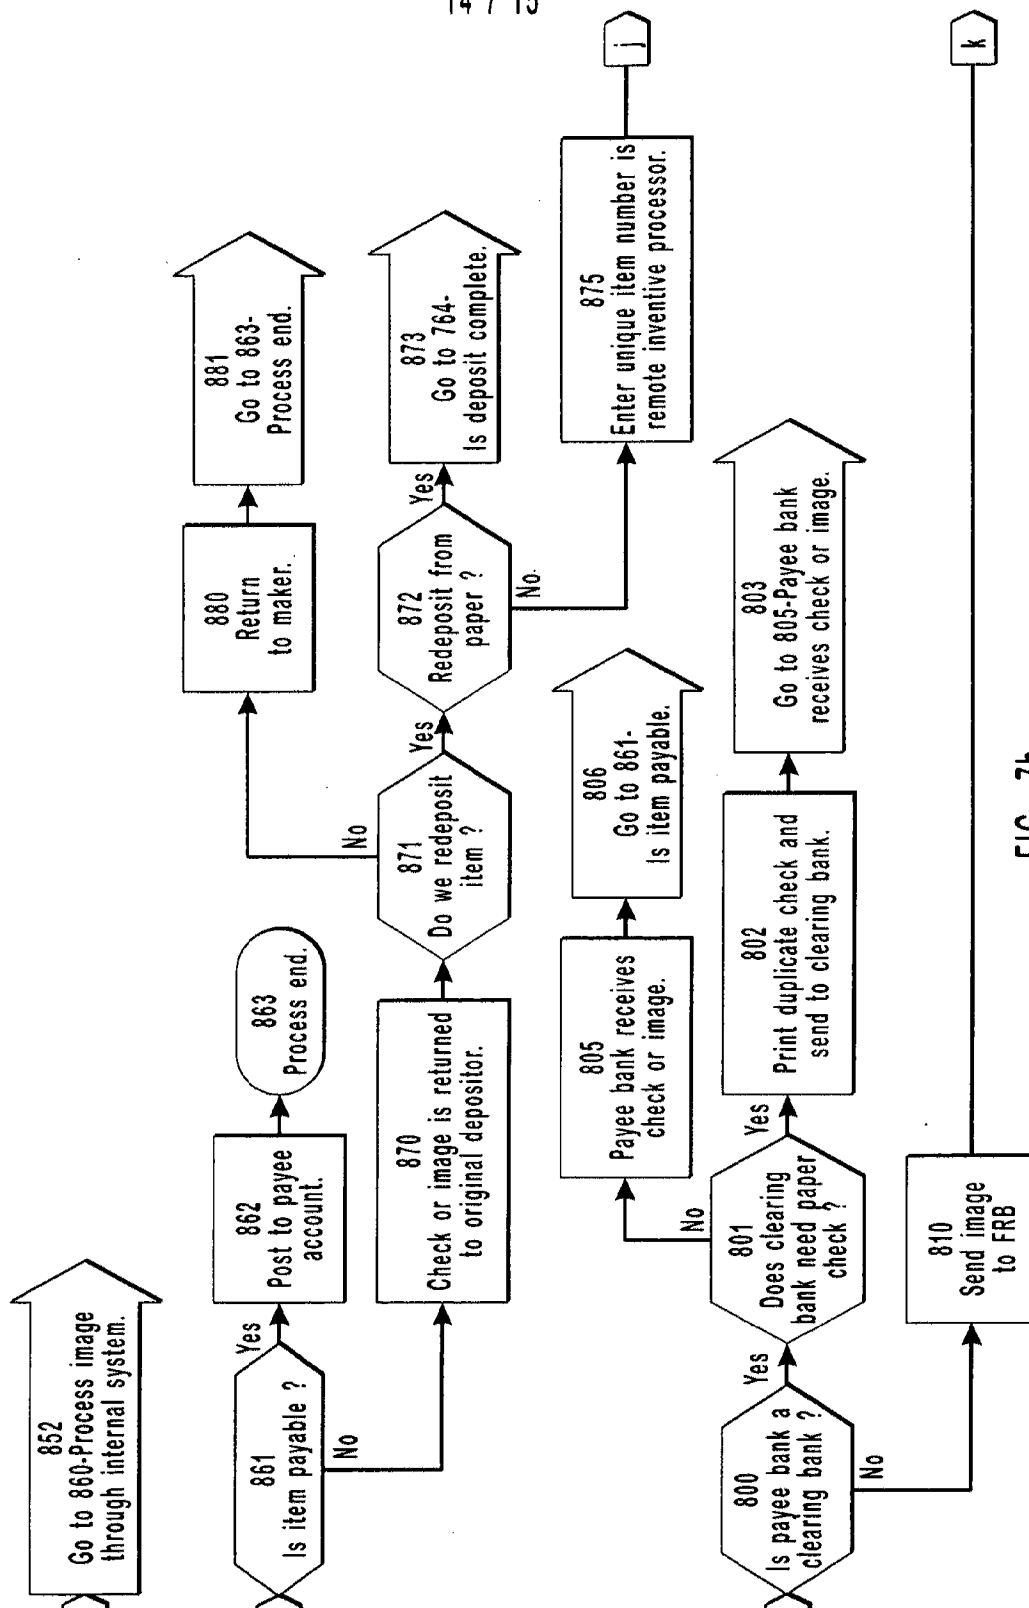 14 / 15
852
Go to 860-Process image
through internal system.
861
Is item payable ?
Yes
No
862
Post to payee
account.
863
Process end.
870
Check or image is returned
to original depositor.
871
Do we redeposit
item ?
No
Yes
880
Return
to maker.
881
Go to 863-
Process end.
872
Redeposit from
paper ?
Yes
No
873
Go to 764-
Is deposit complete.
875
Enter unique item number is
remote inventive processor.
j
800
Is payee bank a
clearing bank ?
Yes
No
801
Does clearing
bank need paper
check ?
No
Yes
805
Payee bank receives
check or image.
806
Go to 861-
Is item payable.
802
Print duplicate check and
send to clearing bank.
803
Go to 805-Payee bank
receives check or image.
810
Send image
to FRB
k
FIG.